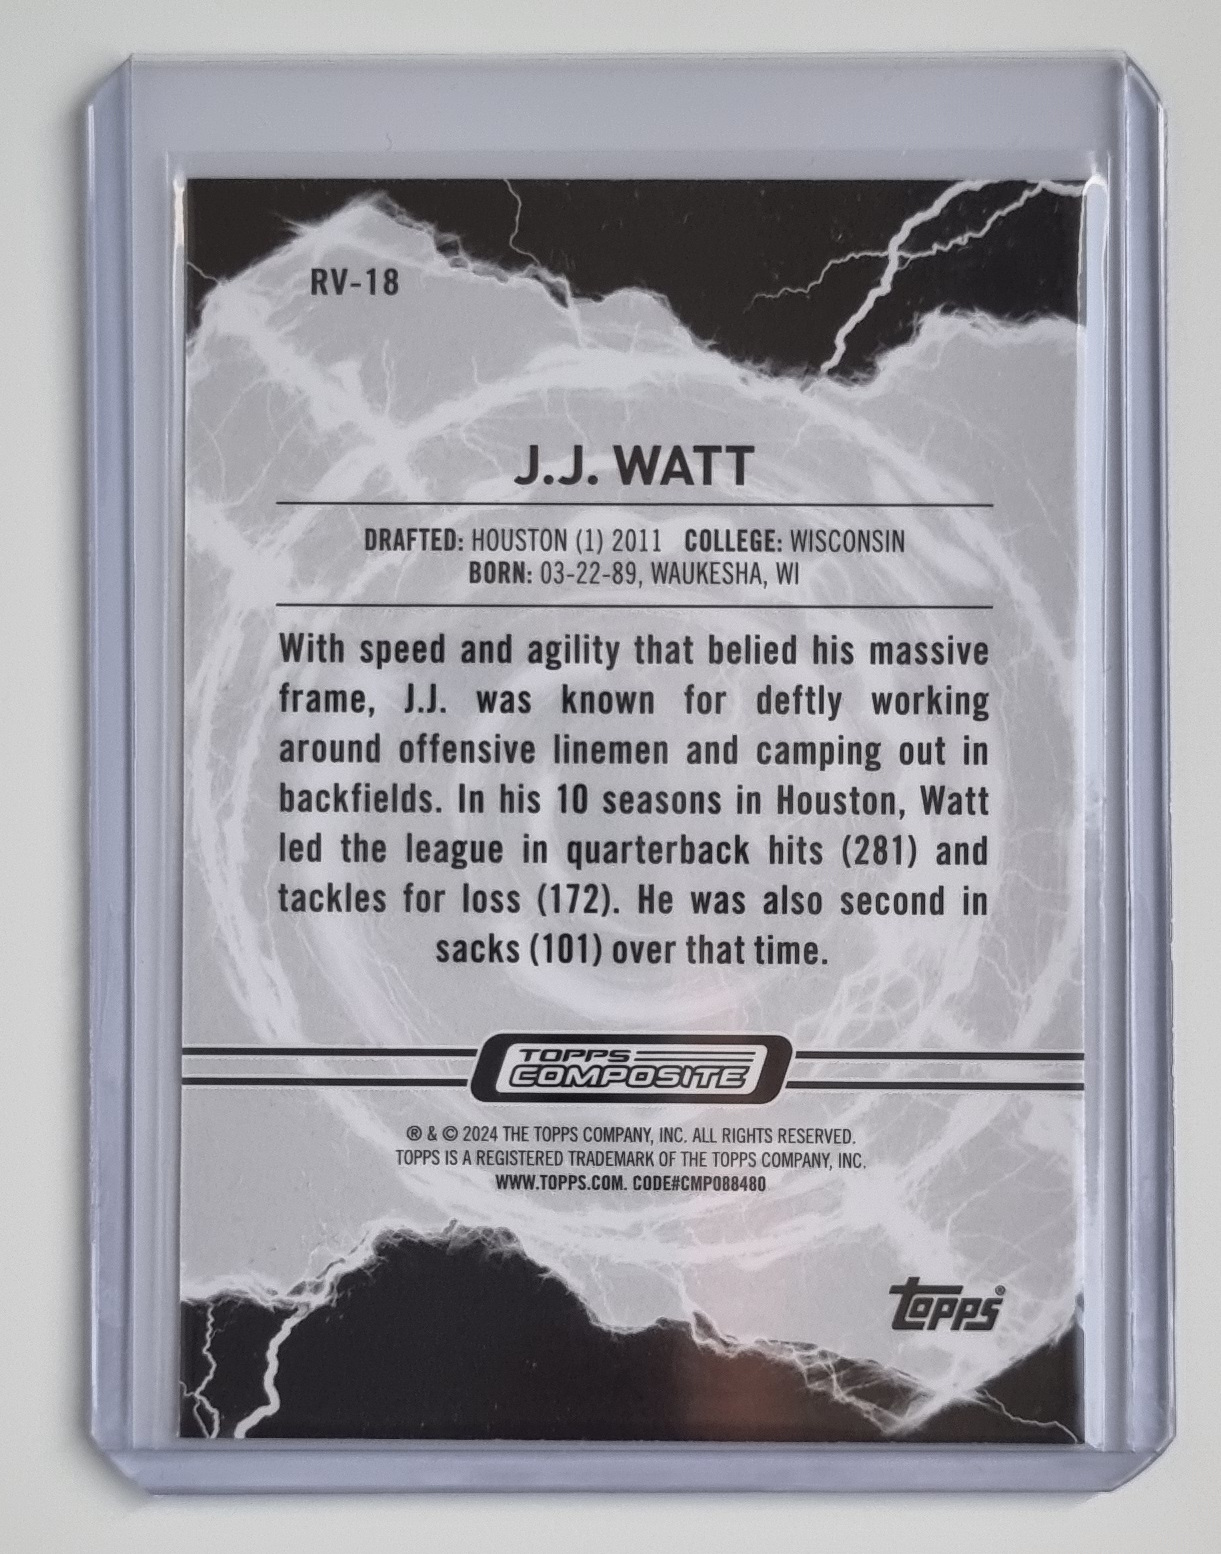 RV-18
J.J. WATT
DRAFTED: HOUSTON (1) 2011 COLLEGE: WISCONSIN
BORN: 03-22-89, WAUKESHA, WI
With speed and agility that belied his massive
frame, J.J. was known for deftly working
around offensive linemen and camping out in
backfields. In his 10 seasons in Houston, Watt
led the league in quarterback hits (281) and
tackles for loss (172). He was also second in
sacks (101) over that time.
TOPPS
COMPOSITE
® & © 2024 THE TOPPS COMPANY, INC. ALL RIGHTS RESERVED.
TOPPS IS A REGISTERED TRADEMARK OF THE TOPPS COMPANY, INC.
WWW.TOPPS.COM. CODE#CMP088480
topps®